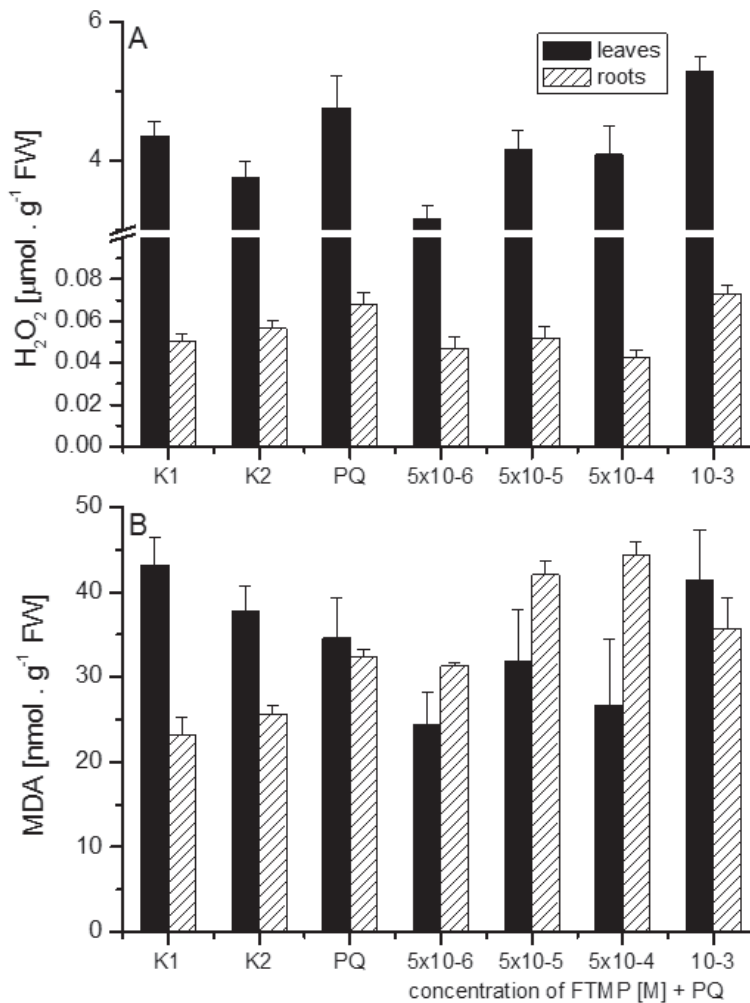 A
leaves
roots
H₂O₂ [µmol . g⁻¹ FW]
6
4
0.08
0.06
0.04
0.02
0.00
K1 K2 PQ 5x10-6 5x10-5 5x10-4 10-3
B
MDA [nmol . g⁻¹ FW]
50
40
30
20
10
0
K1 K2 PQ 5x10-6 5x10-5 5x10-4 10-3
concentration of FTMP [M] + PQ